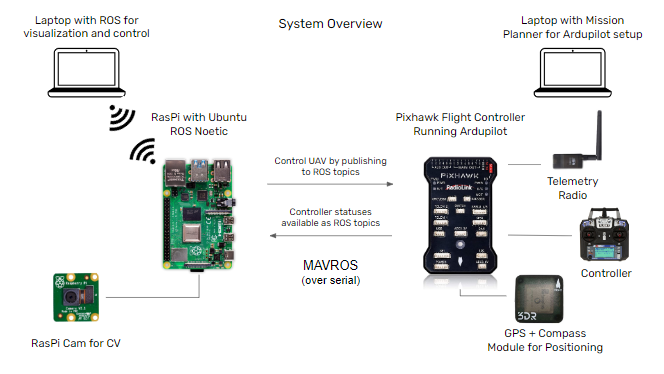 System Overview
Laptop with ROS for
visualization and control
Laptop with Mission
Planner for Ardupilot setup
RasPi with Ubuntu
ROS Noetic
Pixhawk Flight Controller
Running Ardupilot
Control UAV by publishing
to ROS topics
PIXHAWK
RadioLink
Telemetry
Radio
Controller statuses
available as ROS topics
MAVROS
(over serial)
Controller
RasPi Cam for CV
3DR
GPS + Compass
Module for Positioning